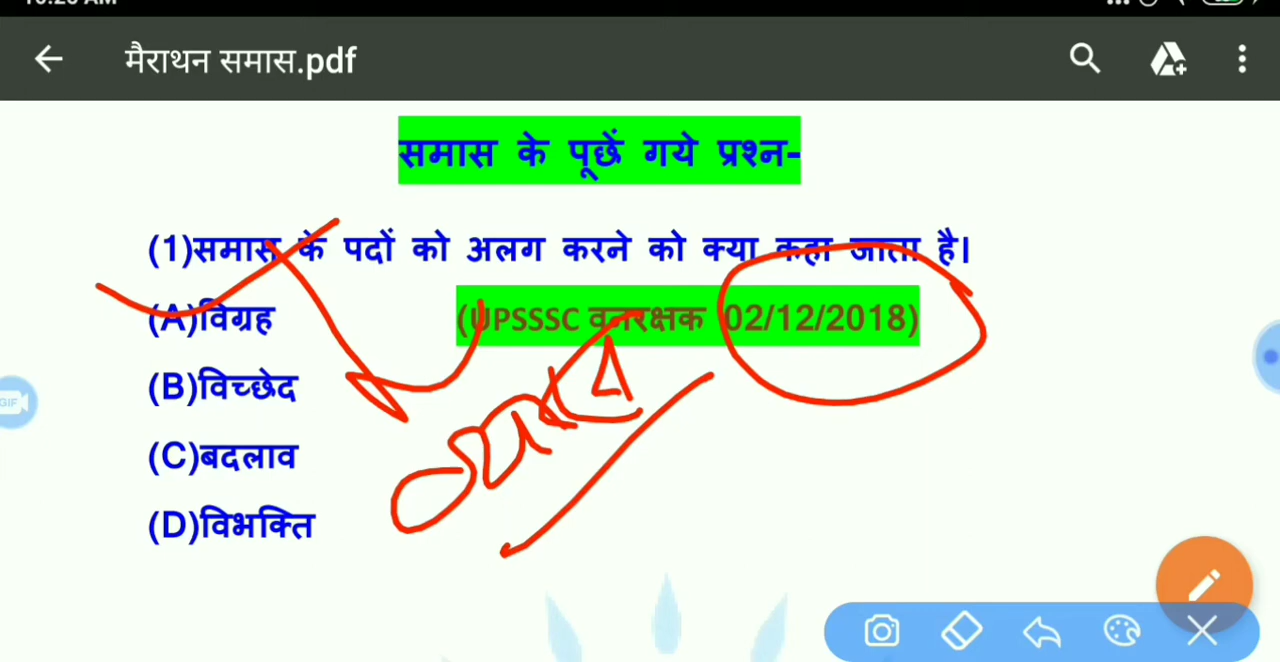 मैराथन समास.pdf
समास के पूछें गये प्रश्न-
(1)समास के पदों को अलग करने को क्या कहा जाता है।
(A)विग्रह
(UPSSSC वनरक्षक 02/12/2018)
(B)विच्छेद
(C)बदलाव
(D)विभक्ति
GIF